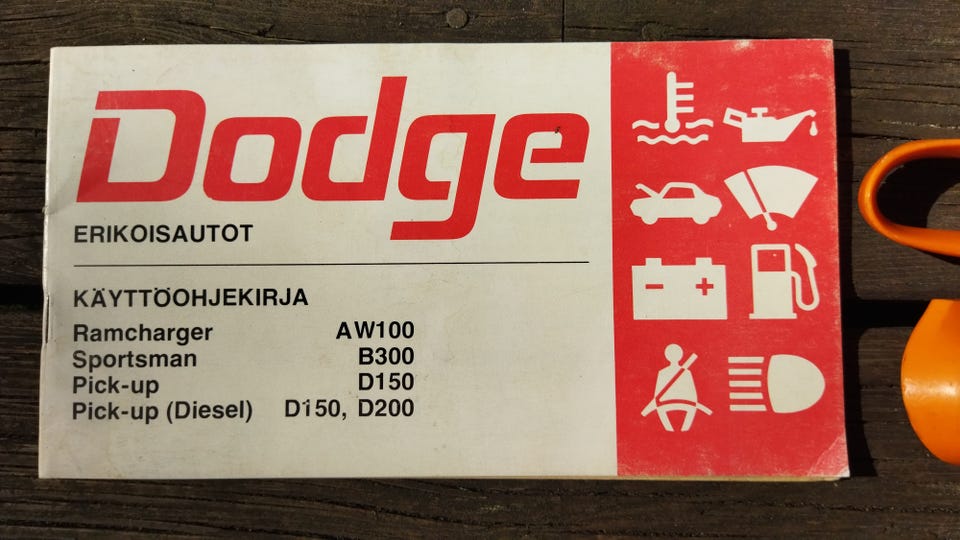 Dodge
ERIKOISAUTOT
KÄYTTÖOHJEKIRJA
Ramcharger AW100
Sportsman B300
Pick-up D150
Pick-up (Diesel) D150, D200